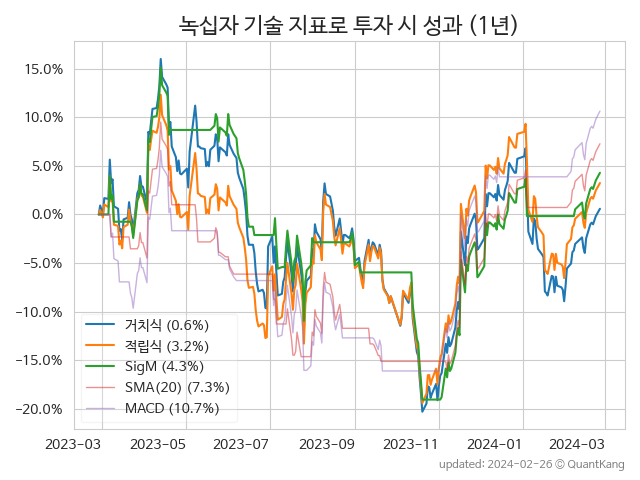 녹십자 기술 지표로 투자 시 성과 (1년)
15.0%
10.0%
5.0%
0.0%
−5.0%
−10.0%
−15.0%
−20.0%
거치식 (0.6%)
적립식 (3.2%)
SigM (4.3%)
SMA(20) (7.3%)
MACD (10.7%)
2023-03 2023-05 2023-07 2023-09 2023-11 2024-01 2024-03
updated: 2024-02-26 © QuantKang